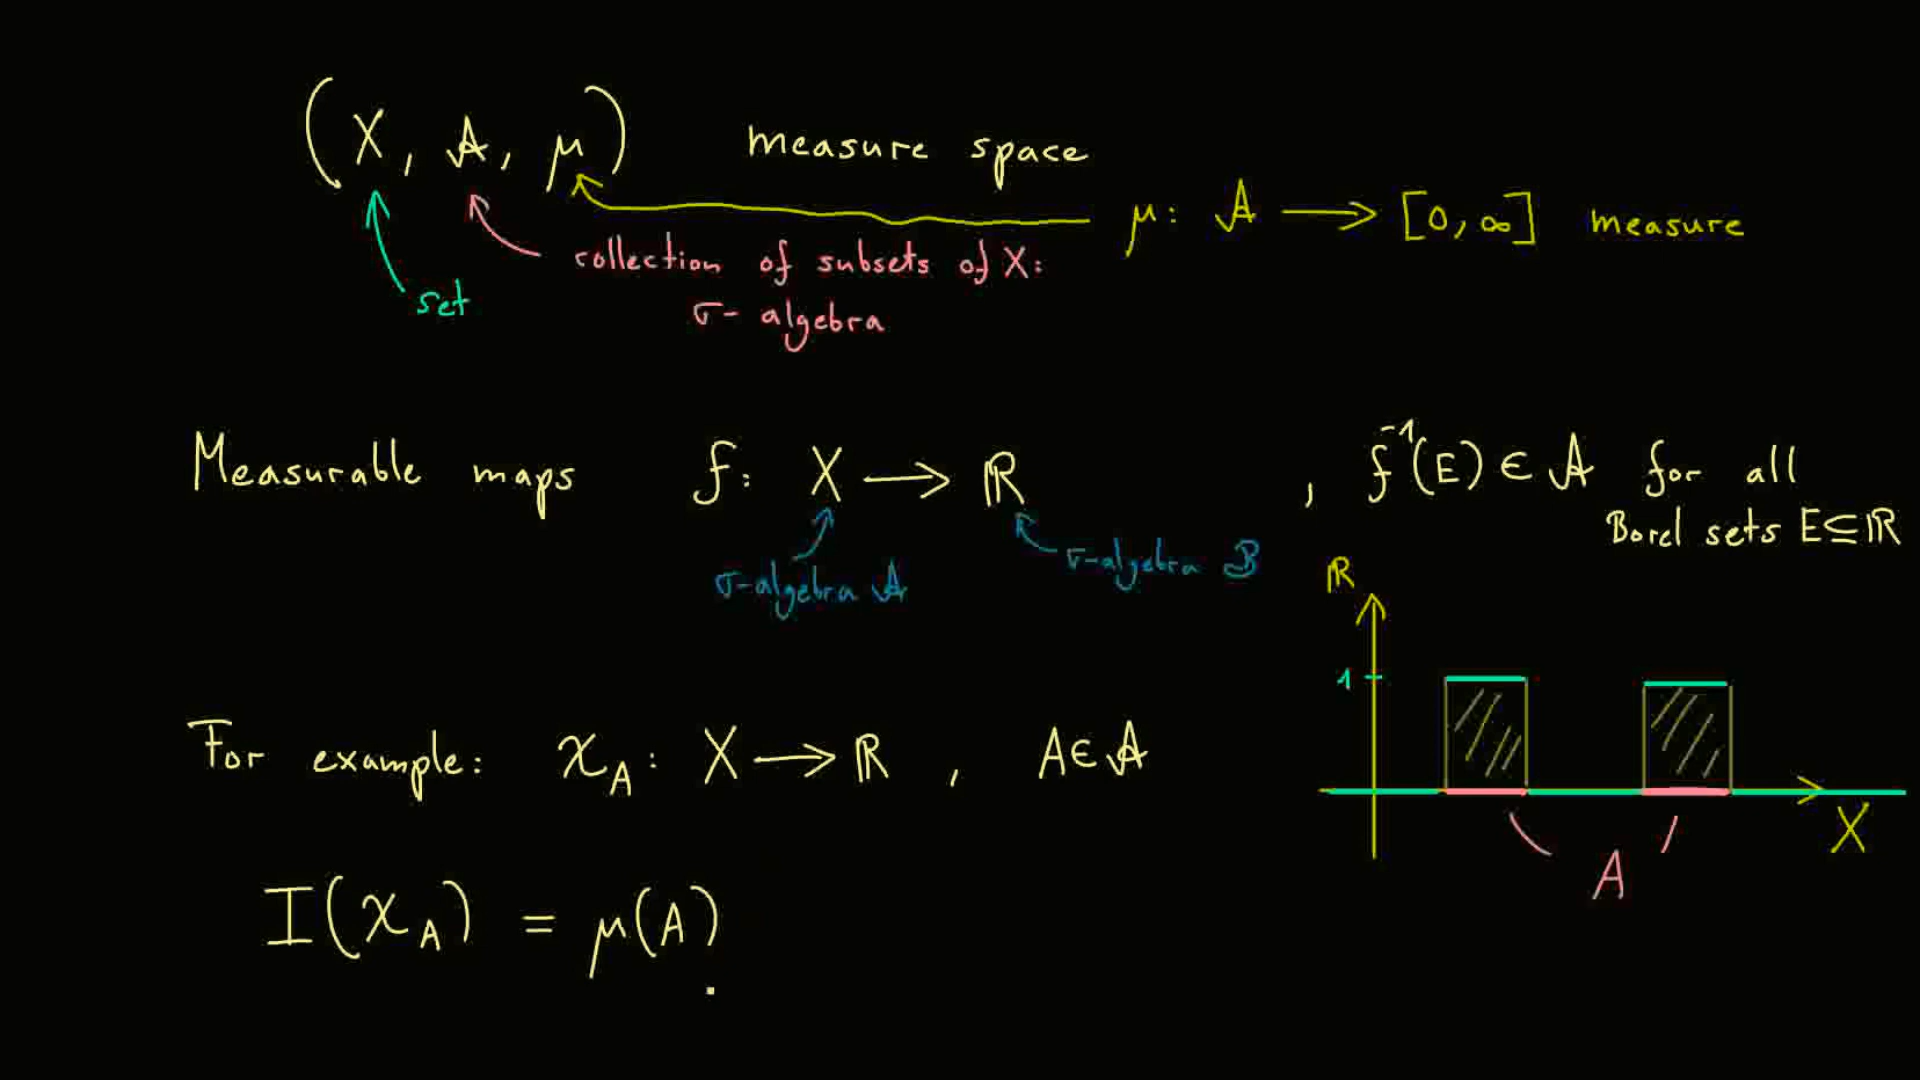 (X, 𝒜, μ) measure space
μ: 𝒜 → [0, ∞] measure
set
collection of subsets of X:
σ- algebra
Measurable maps f: X → ℝ , f⁻¹(E) ∈ 𝒜 for all
Borel sets E ⊆ ℝ
σ-algebra 𝒜
σ-algebra ℬ
ℝ
1
For example: χ_A : X → ℝ , A ∈ 𝒜
X
A
I(χ_A) = μ(A)